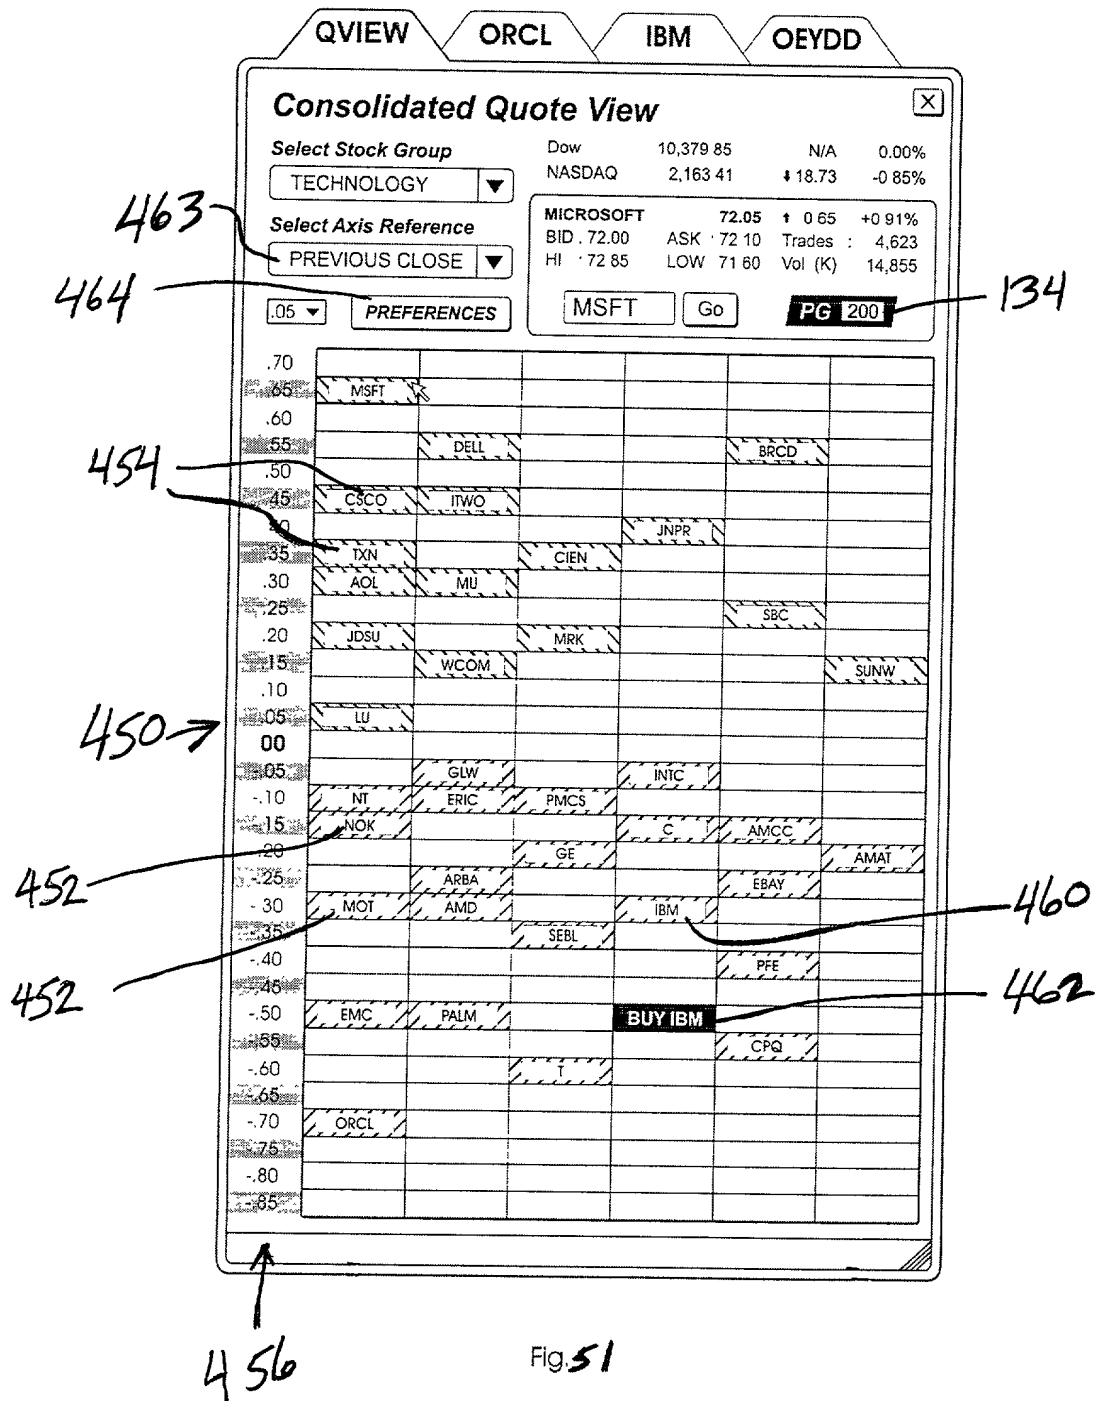 QVIEW ORCL IBM OEYDD
Consolidated Quote View X
Select Stock Group
TECHNOLOGY
Dow 10,379 85 N/A 0.00%
NASDAQ 2,163 41 18.73 -0 85%
463
Select Axis Reference
PREVIOUS CLOSE
MICROSOFT 72.05 0 65 +0 91%
BID . 72.00 ASK 72 10 Trades : 4,623
HI 72 85 LOW 71 60 Vol (K) 14,855
464
.05 PREFERENCES
MSFT Go PG 200
134
.70
.65 MSFT
.60
.55 DELL BRCD
454
.50
.45 CSCO ITWO
.40 JNPR
.35 TXN CIEN
.30 AOL MU
.25 SBC
.20 JDSU MRK
.15 WCOM SUNW
.10
.05 LU
450
00
-.05 GLW INTC
-.10 NT ERIC PMCS
-.15 NOK C AMCC
-.20 GE AMAT
452
-.25 ARBA EBAY
-.30 MOT AMD IBM
460
-.35 SEBL
-.40 PFE
452
-.45
462
-.50 EMC PALM BUY IBM
-.55 CPQ
-.60 T
-.65
-.70 ORCL
-.75
-.80
-.85
456
Fig.51